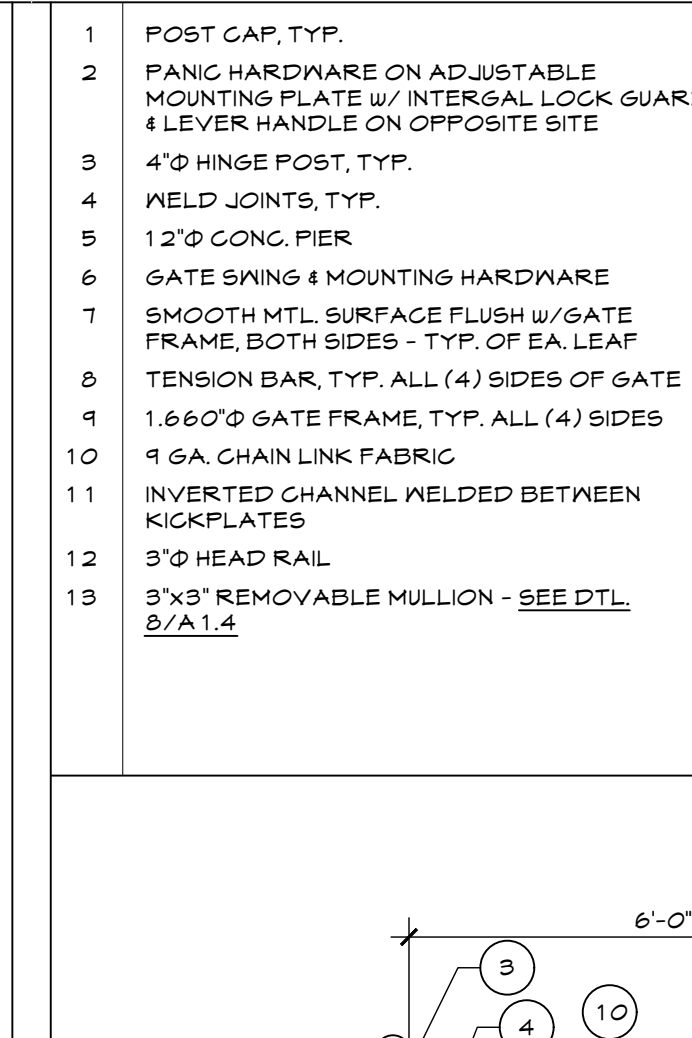 1 POST CAP, TYP.
2 PANIC HARDWARE ON ADJUSTABLE
MOUNTING PLATE W/ INTERGAL LOCK GUAR
& LEVER HANDLE ON OPPOSITE SITE
3 4"Φ HINGE POST, TYP.
4 WELD JOINTS, TYP.
5 12"Φ CONC. PIER
6 GATE SWING & MOUNTING HARDWARE
7 SMOOTH MTL. SURFACE FLUSH W/GATE
FRAME, BOTH SIDES - TYP. OF EA. LEAF
8 TENSION BAR, TYP. ALL (4) SIDES OF GATE
9 1.660"Φ GATE FRAME, TYP. ALL (4) SIDES
10 9 GA. CHAIN LINK FABRIC
11 INVERTED CHANNEL WELDED BETWEEN
KICKPLATES
12 3"Φ HEAD RAIL
13 3"x3" REMOVABLE MULLION - SEE DTL.
8/A1.4
6'-0"
3
10
4